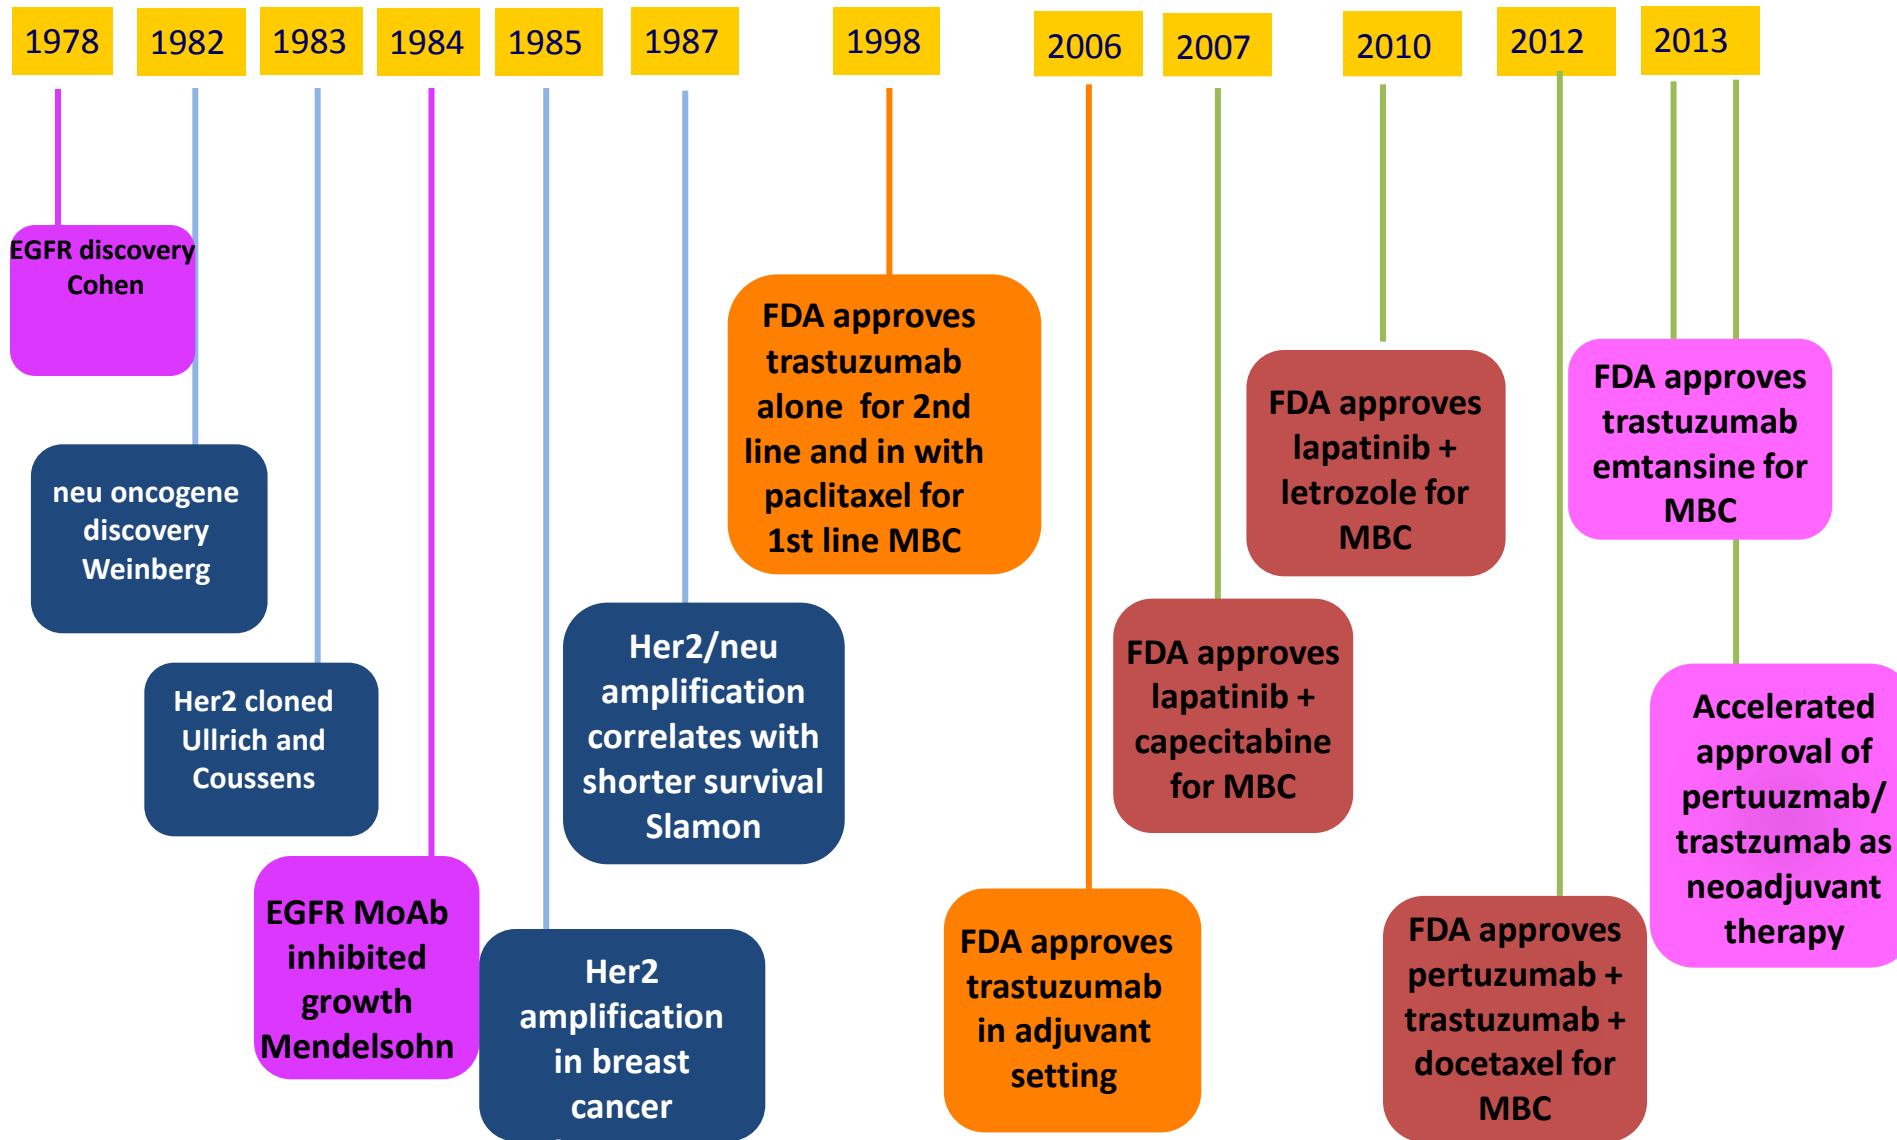 1978
1982
1983
1984
1985
1987
1998
2006
2007
2010
2012
2013
EGFR discovery
Cohen
neu oncogene
discovery
Weinberg
Her2 cloned
Ullrich and
Coussens
EGFR MoAb
inhibited
growth
Mendelsohn
Her2
amplification
in breast
cancer
Her2/neu
amplification
correlates with
shorter survival
Slamon
FDA approves
trastuzumab
alone for 2nd
line and in with
paclitaxel for
1st line MBC
FDA approves
trastuzumab
in adjuvant
setting
FDA approves
lapatinib +
capecitabine
for MBC
FDA approves
lapatinib +
letrozole for
MBC
FDA approves
pertuzumab +
trastuzumab +
docetaxel for
MBC
FDA approves
trastuzumab
emtansine for
MBC
Accelerated
approval of
pertuuzmab/
trastzumab as
neoadjuvant
therapy